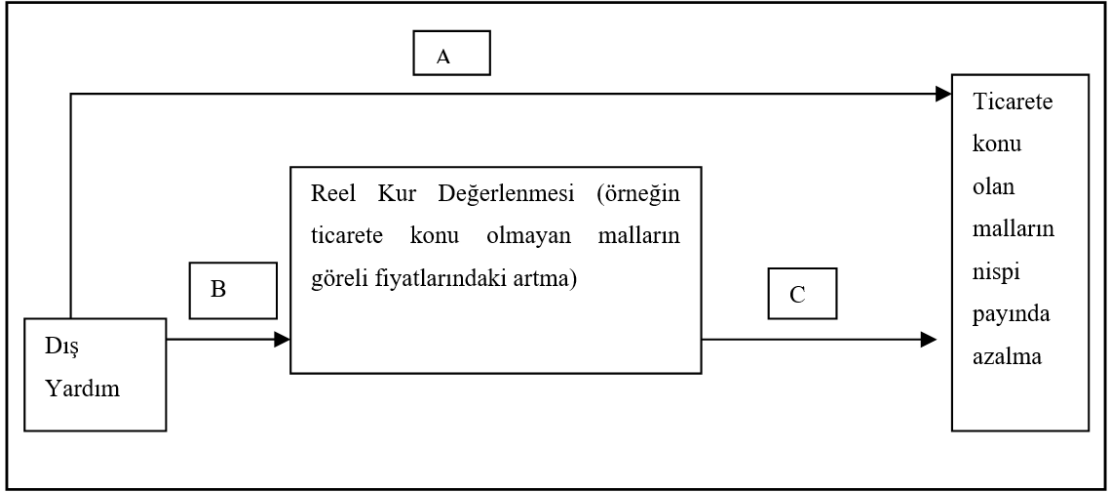 A
Ticarete
konu
olan
malların
nispi
payında
azalma
Reel Kur Değerlenmesi (örneğin
ticarete konu olmayan malların
göreli fiyatlarındaki artma)
B
C
Dış
Yardım